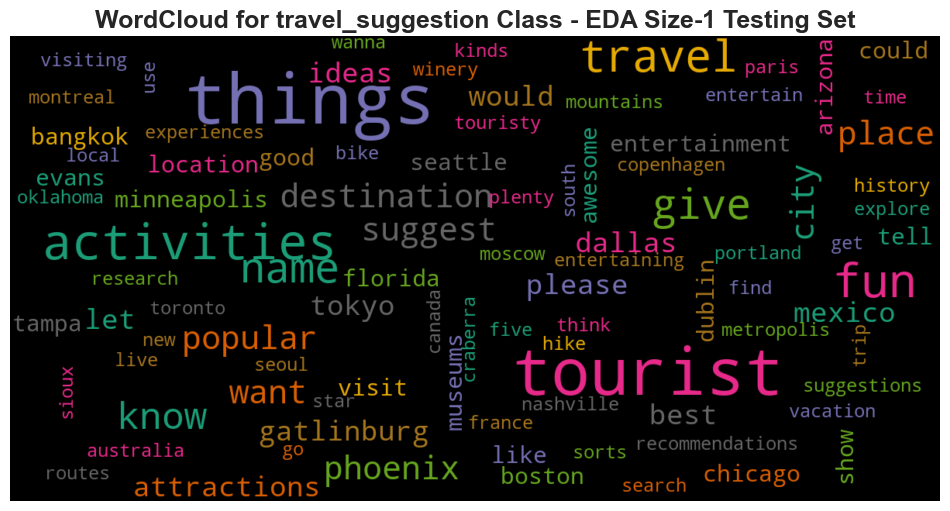 WordCloud for travel_suggestion Class - EDA Size-1 Testing Set
wanna
visiting
use
things
ideas
kinds
winery
travel
paris
arizona
could
montreal
would
mountains
entertain
time
bangkok
experiences
touristy
place
local
location
good
bike
seattle
awesome
entertainment
copenhagen
evans
oklahoma
minneapolis
destination
plenty
south
give
city
history
explore
activities
name
suggest
moscow
dallas
entertaining
portland
get
tell
research
florida
please
dublin
find
fun
tampa
let
toronto
tokyo
canada
craberra
five
think
hike
metropolis
mexico
trip
new
live
popular
seoul
museums
tourist
suggestions
sioux
want
star
visit
know
gatlinburg
france
nashville
best
vacation
australia
go
like
sorts
recommendations
show
routes
attractions
phoenix
boston
search
chicago